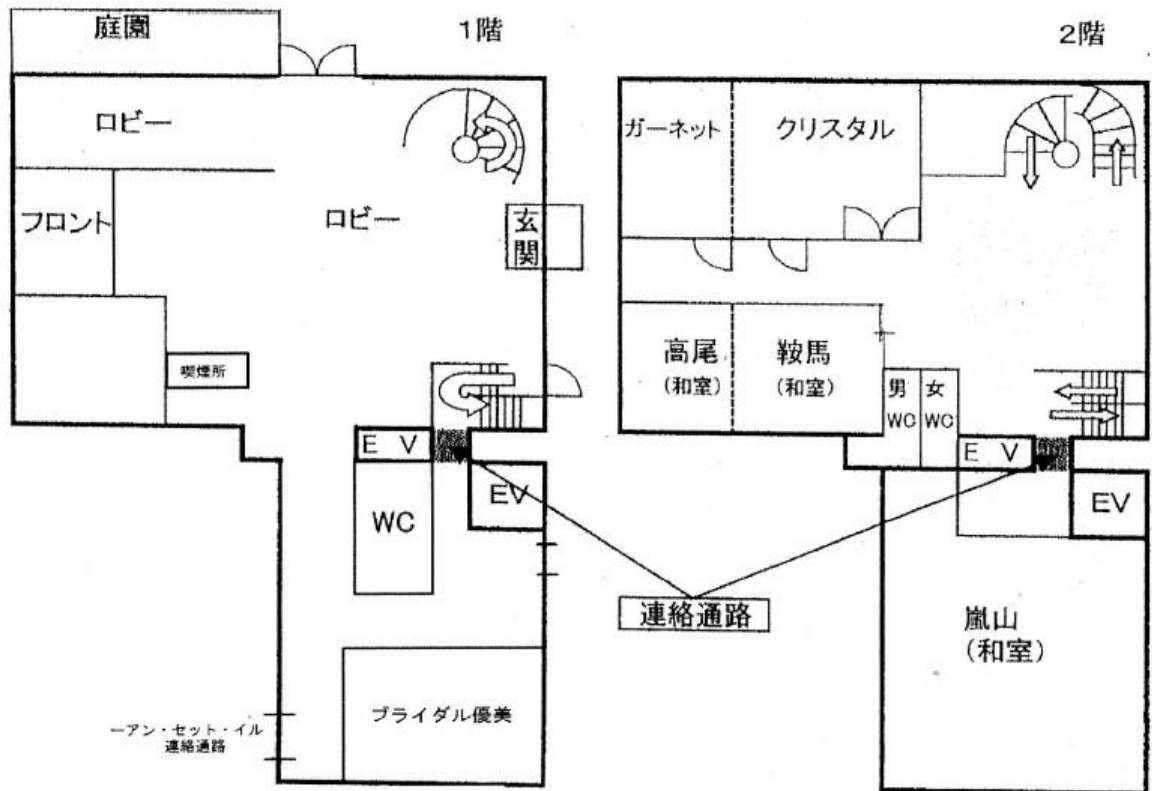 庭園
1階
ロビー
フロント
ロビー
玄関
喫煙所
E V
EV
WC
ブライダル優美
ーアン・セット・イル
連絡通路
連絡通路
2階
ガーネット
クリスタル
高尾
(和室)
鞍馬
(和室)
男
WC
女
WC
E V
EV
嵐山
(和室)